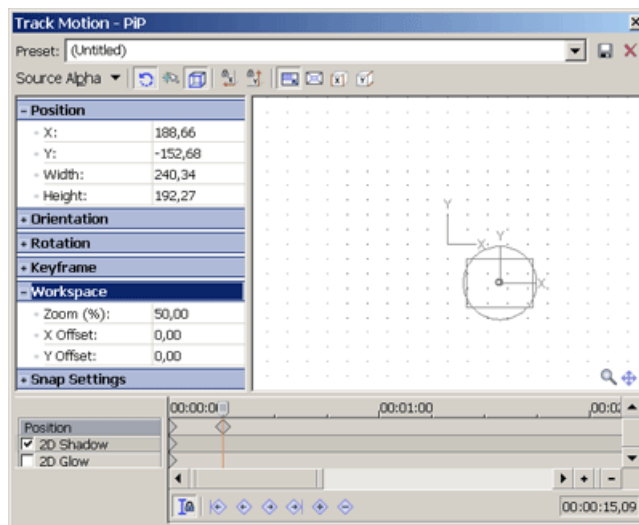 Track Motion - PiP
Preset: (Untitled)
Source Alpha
Position
X: 188,66
Y: -152,68
Width: 240,34
Height: 192,27
Orientation
Rotation
Keyframe
Workspace
Zoom (%): 50,00
X Offset: 0,00
Y Offset: 0,00
Snap Settings
Y
X
Y
X
00:01:00
Position
2D Shadow
2D Glow
00:00:15,09